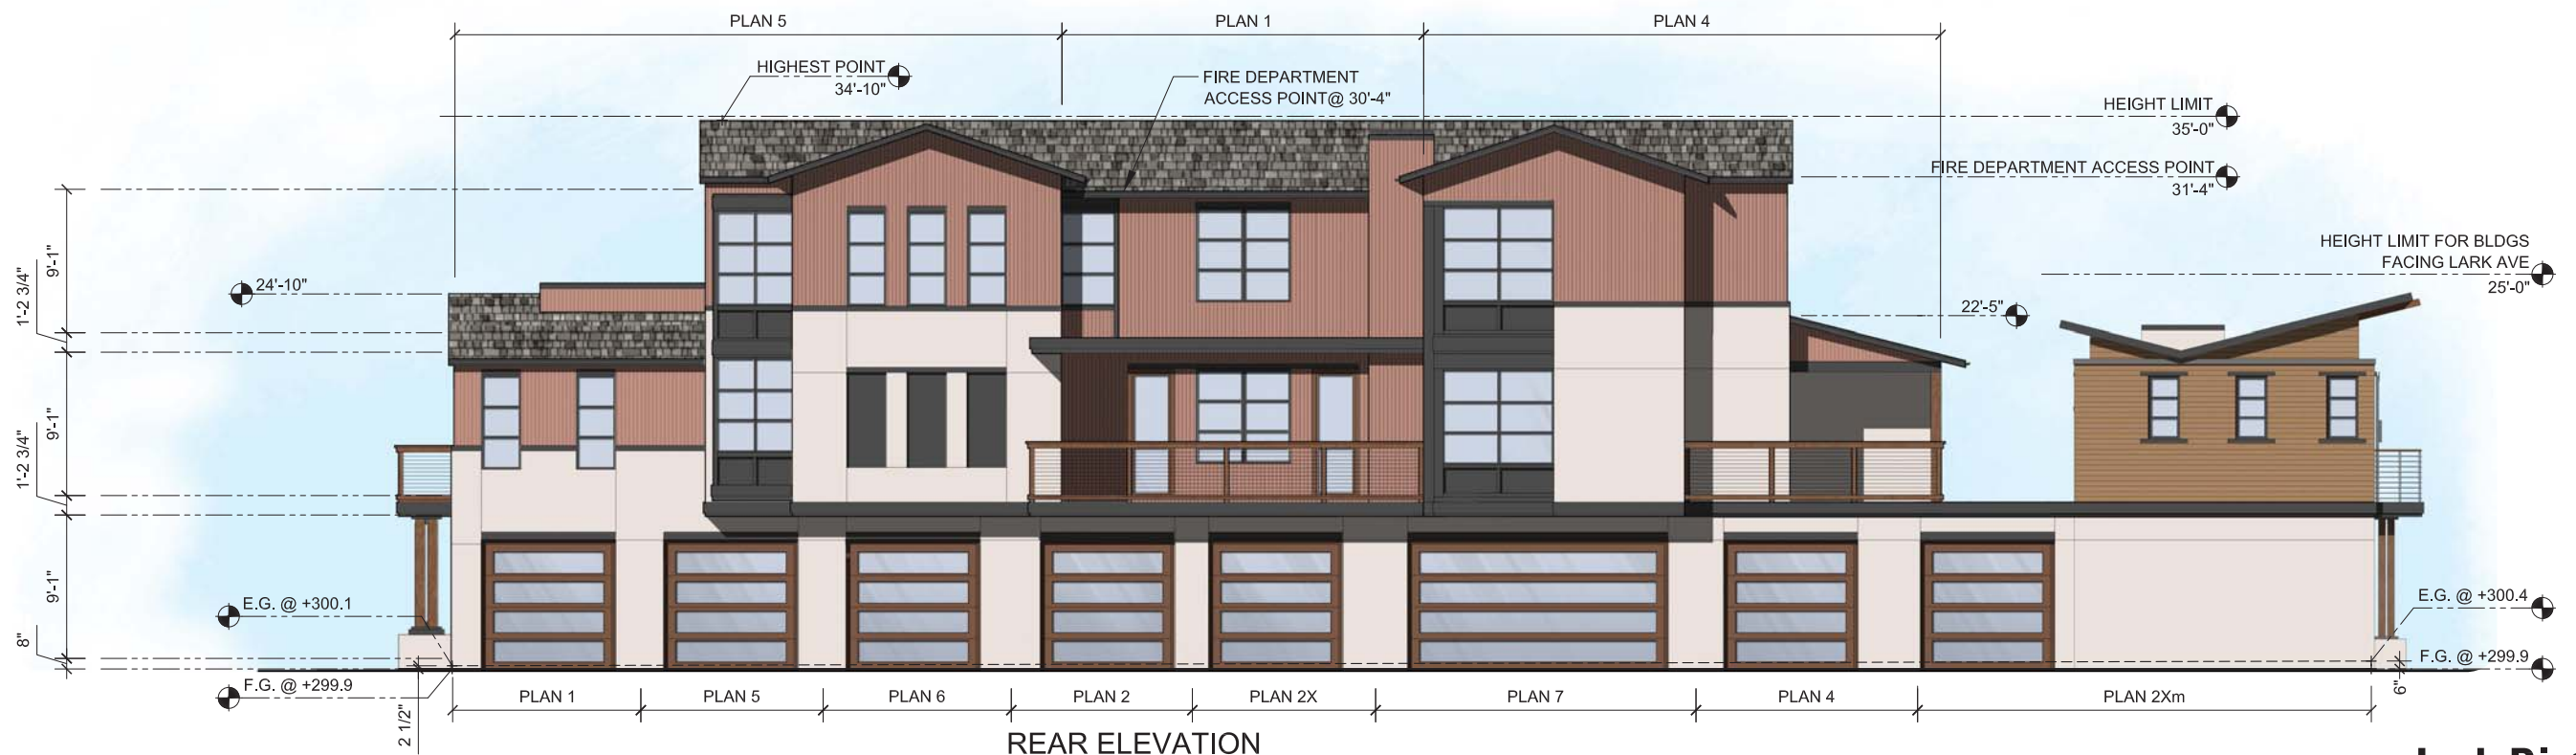 PLAN 5
PLAN 1
PLAN 4
HIGHEST POINT
34'-10"
FIRE DEPARTMENT
ACCESS POINT@ 30'-4"
HEIGHT LIMIT
35'-0"
FIRE DEPARTMENT ACCESS POINT
31'-4"
HEIGHT LIMIT FOR BLDGS
FACING LARK AVE
25'-0"
24'-10"
22'-5"
9'-1"
1'-2 3/4"
9'-1"
1'-2 3/4"
9'-1"
8"
E.G. @ +300.1
F.G. @ +299.9
2 1/2"
E.G. @ +300.4
F.G. @ +299.9
6"
PLAN 1
PLAN 5
PLAN 6
PLAN 2
PLAN 2X
PLAN 7
PLAN 4
PLAN 2Xm
REAR ELEVATION